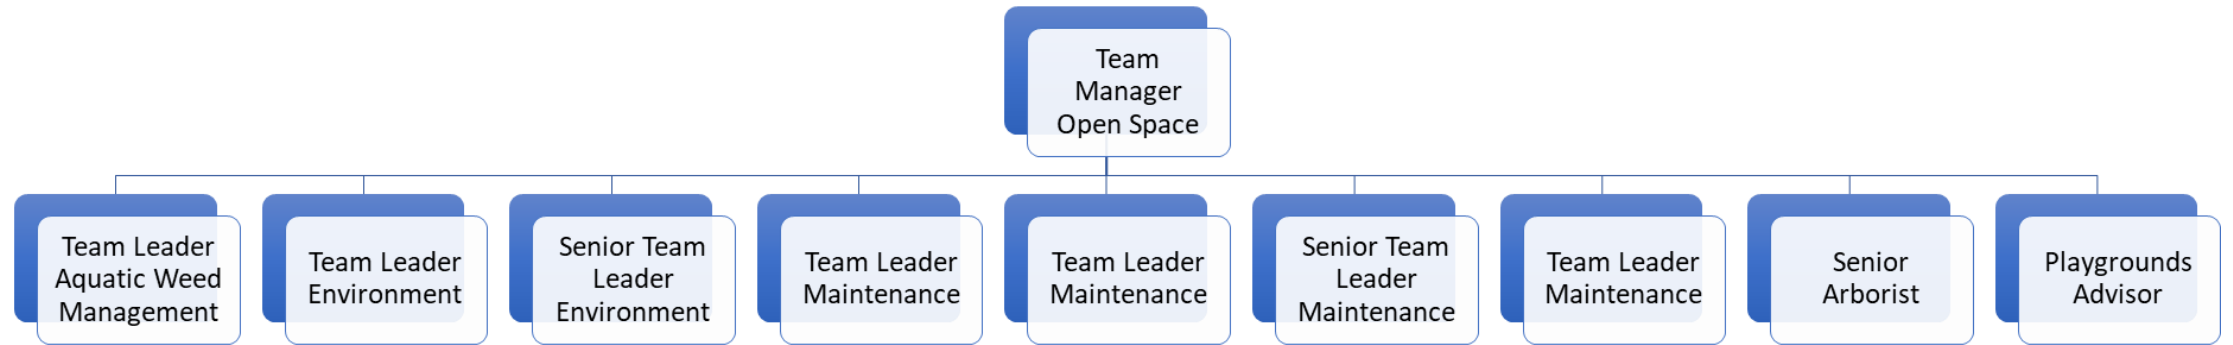 Team
Manager
Open Space
Team Leader
Aquatic Weed
Management
Team Leader
Environment
Senior Team
Leader
Environment
Team Leader
Maintenance
Team Leader
Maintenance
Senior Team
Leader
Maintenance
Team Leader
Maintenance
Senior
Arborist
Playgrounds
Advisor